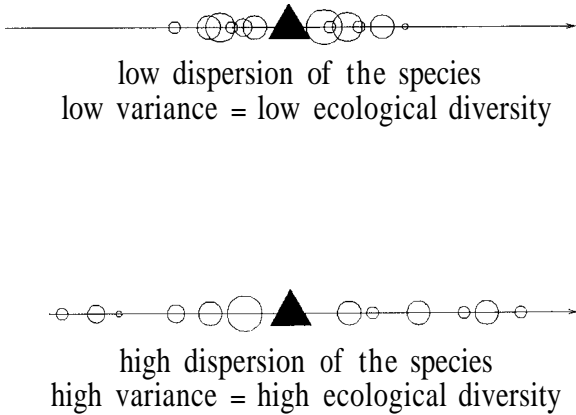 low dispersion of the species
low variance = low ecological diversity
high dispersion of the species
high variance = high ecological diversity